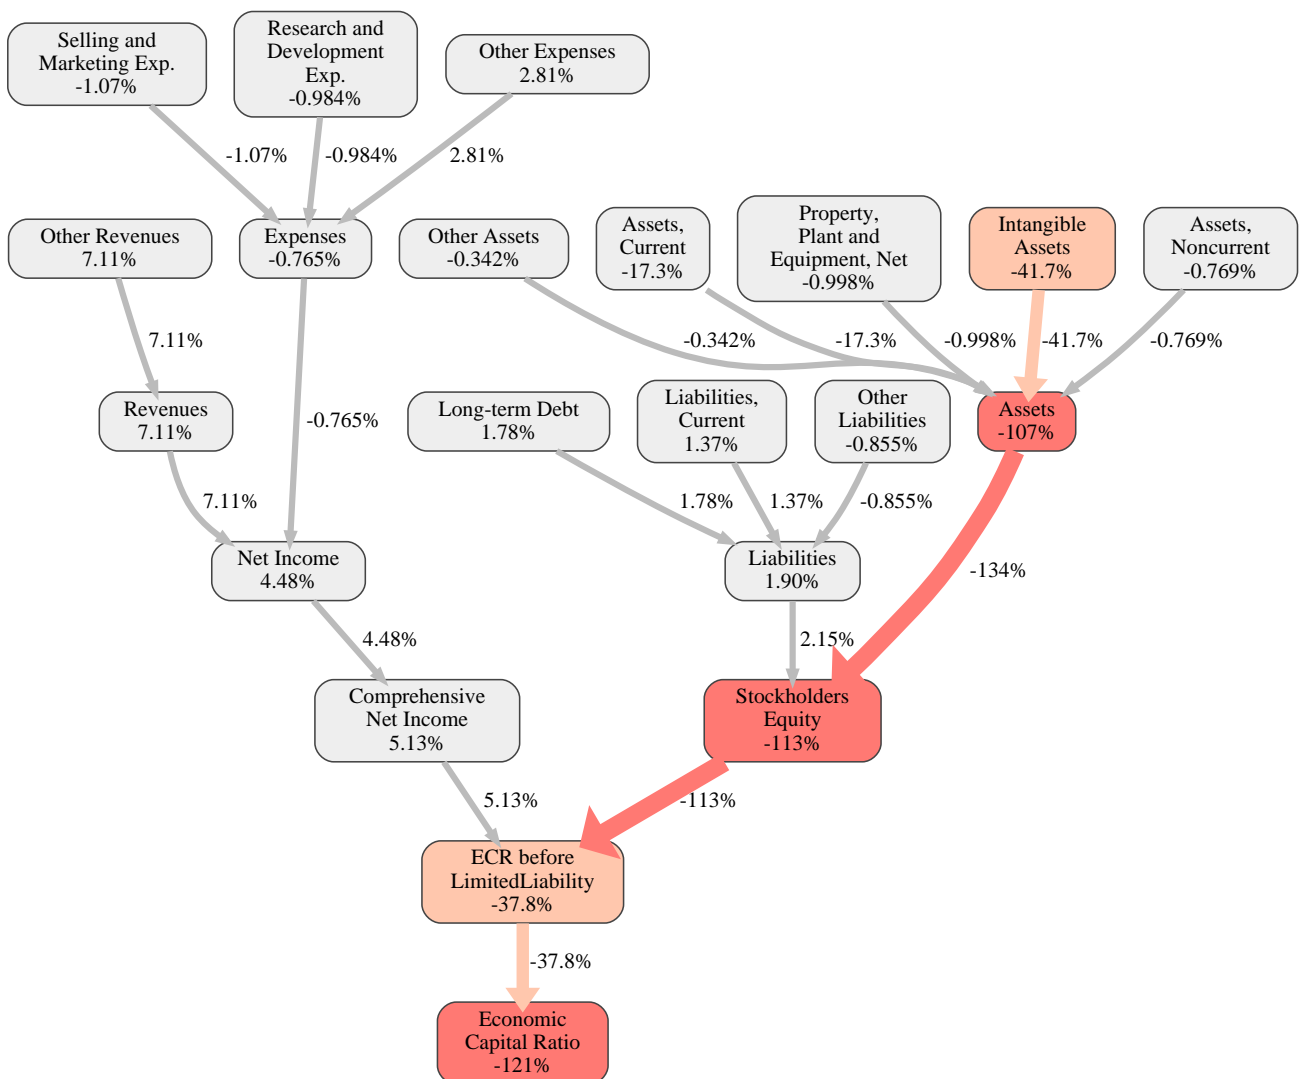 Selling and
Marketing Exp.
-1.07%
Research and
Development
Exp.
-0.984%
Other Expenses
2.81%
-1.07%
-0.984%
2.81%
Other Revenues
7.11%
Expenses
-0.765%
Other Assets
-0.342%
Assets,
Current
-17.3%
Property,
Plant and
Equipment, Net
-0.998%
Intangible
Assets
-41.7%
Assets,
Noncurrent
-0.769%
7.11%
-0.342%
-17.3%
-0.998%
-41.7%
-0.769%
Revenues
7.11%
-0.765%
Long-term Debt
1.78%
Liabilities,
Current
1.37%
Other
Liabilities
-0.855%
Assets
-107%
7.11%
1.78%
1.37%
-0.855%
Net Income
4.48%
Liabilities
1.90%
-134%
4.48%
2.15%
Comprehensive
Net Income
5.13%
Stockholders
Equity
-113%
5.13%
-113%
ECR before
LimitedLiability
-37.8%
-37.8%
Economic
Capital Ratio
-121%